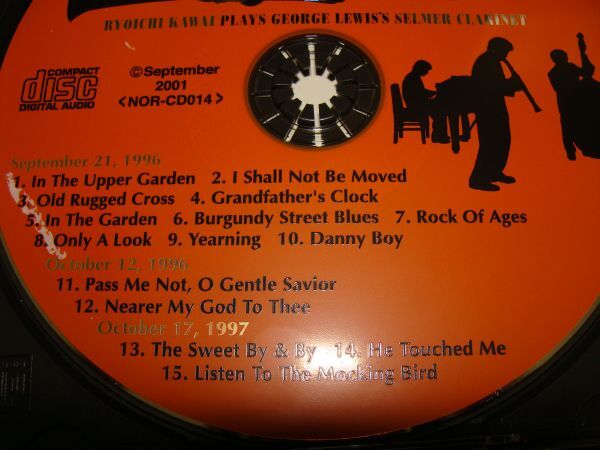 RYOICHI KAWAI PLAYS GEORGE LEWIS'S SELMER CLARINET
COMPACT
disc
DIGITAL AUDIO
©September
2001
<NOR-CD014>
September 21, 1996
1. In The Upper Garden 2. I Shall Not Be Moved
3. Old Rugged Cross 4. Grandfather's Clock
5. In The Garden 6. Burgundy Street Blues 7. Rock Of Ages
8. Only A Look 9. Yearning 10. Danny Boy
October 12, 1996
11. Pass Me Not, O Gentle Savior
12. Nearer My God To Thee
October 17, 1997
13. The Sweet By & By 14. He Touched Me
15. Listen To The Mocking Bird